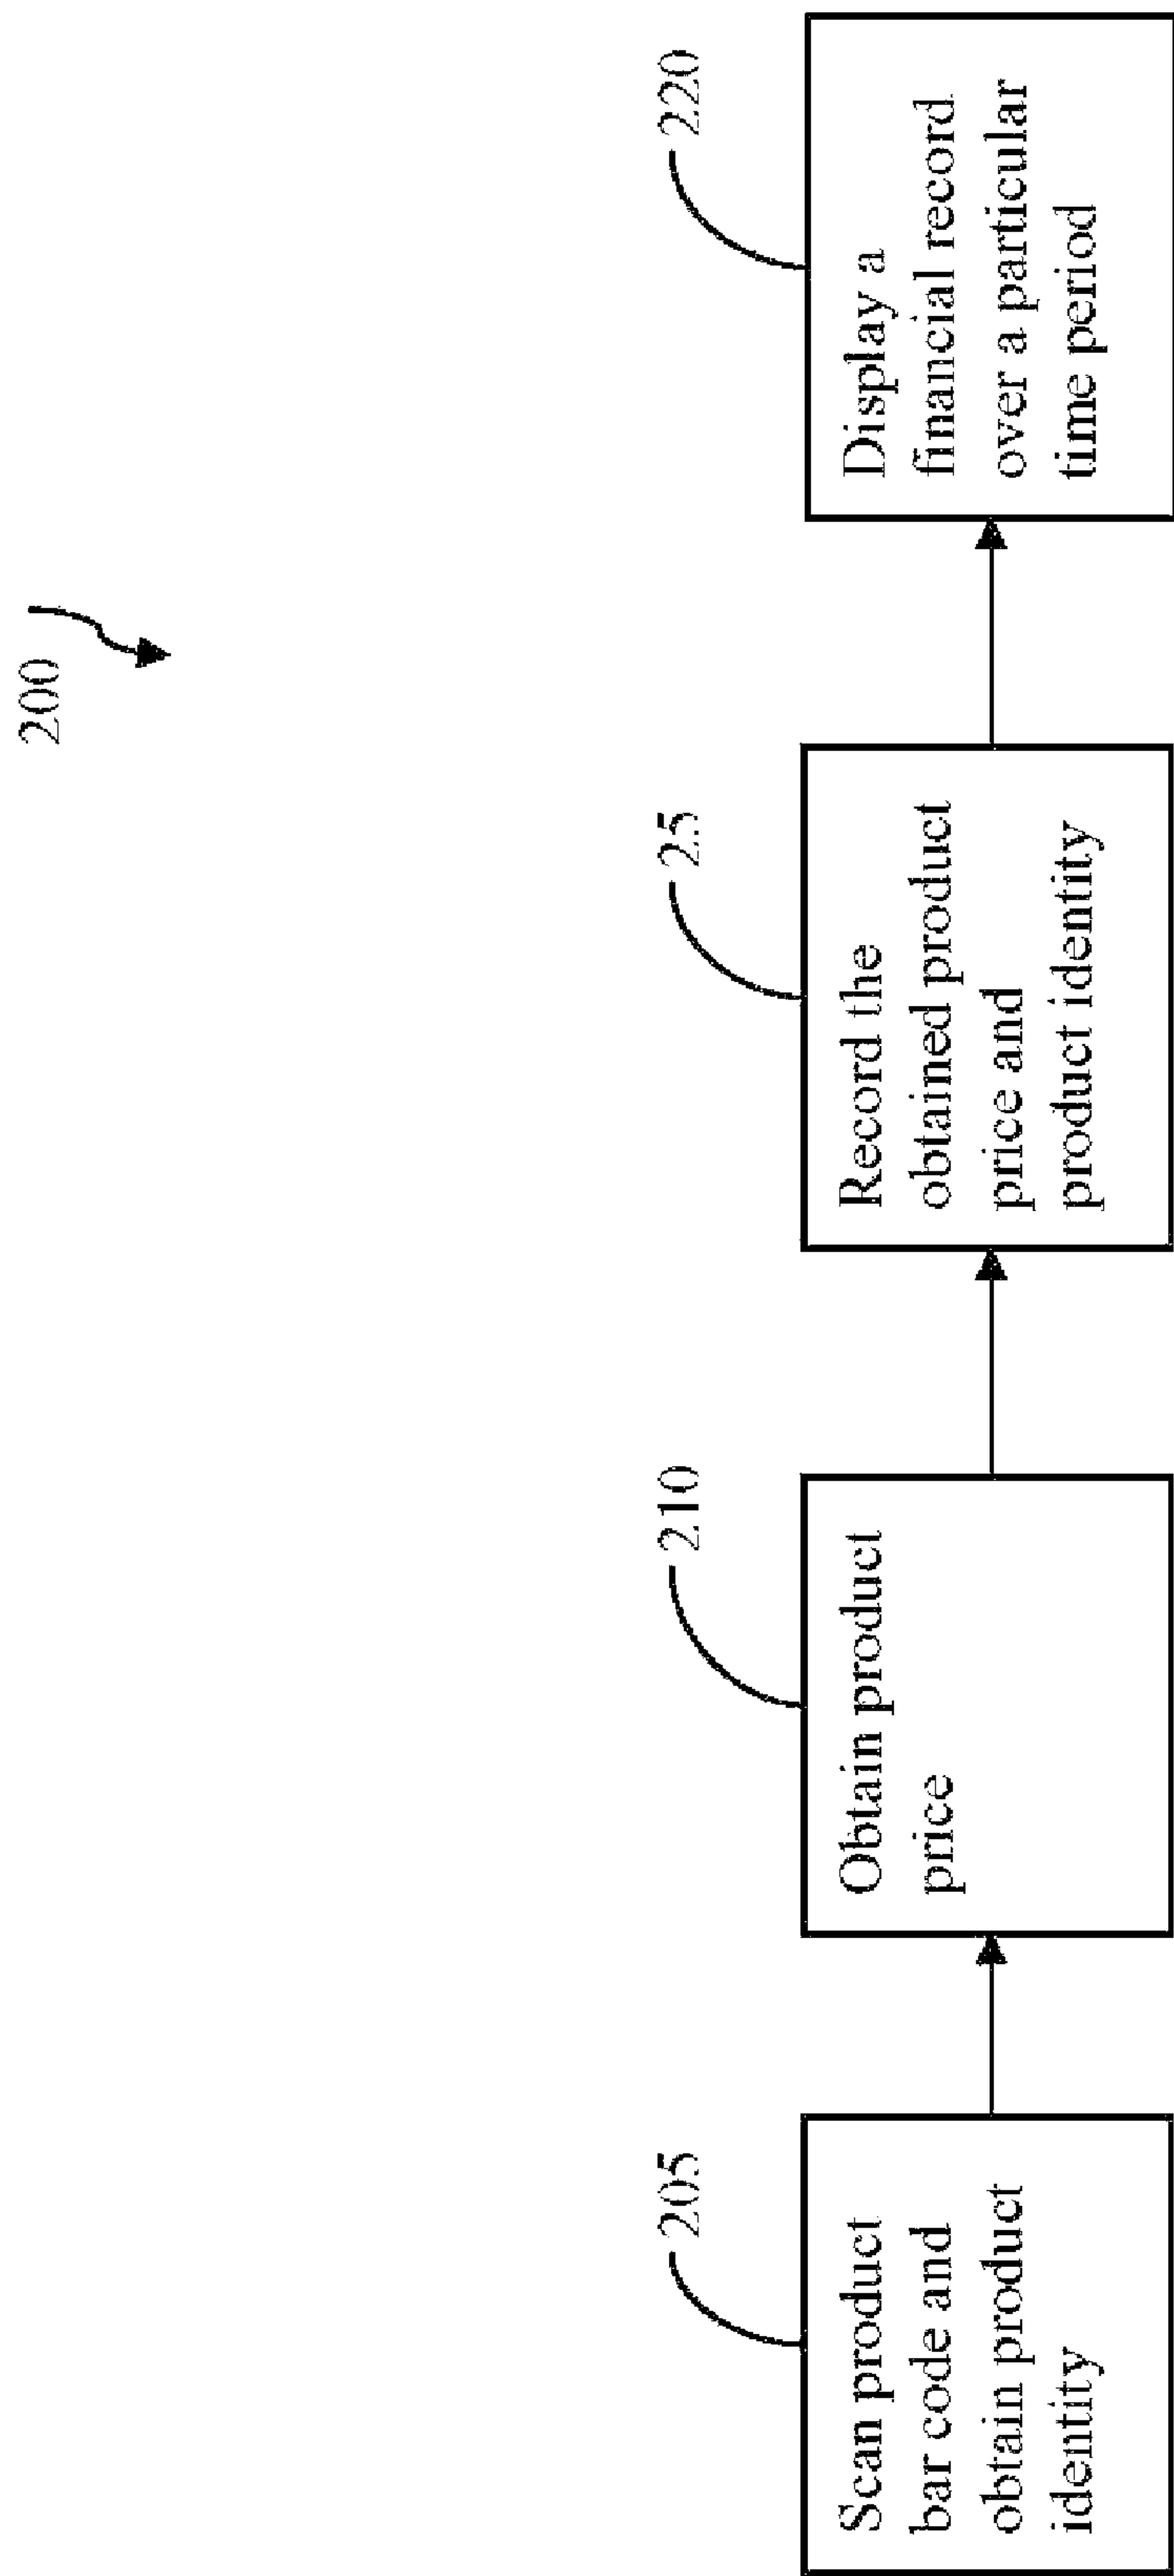 200
205
Scan product
bar code and
obtain product
identity
210
Obtain product
price
25
Record the
obtained product
price and
product identity
220
Display a
financial record
over a particular
time period